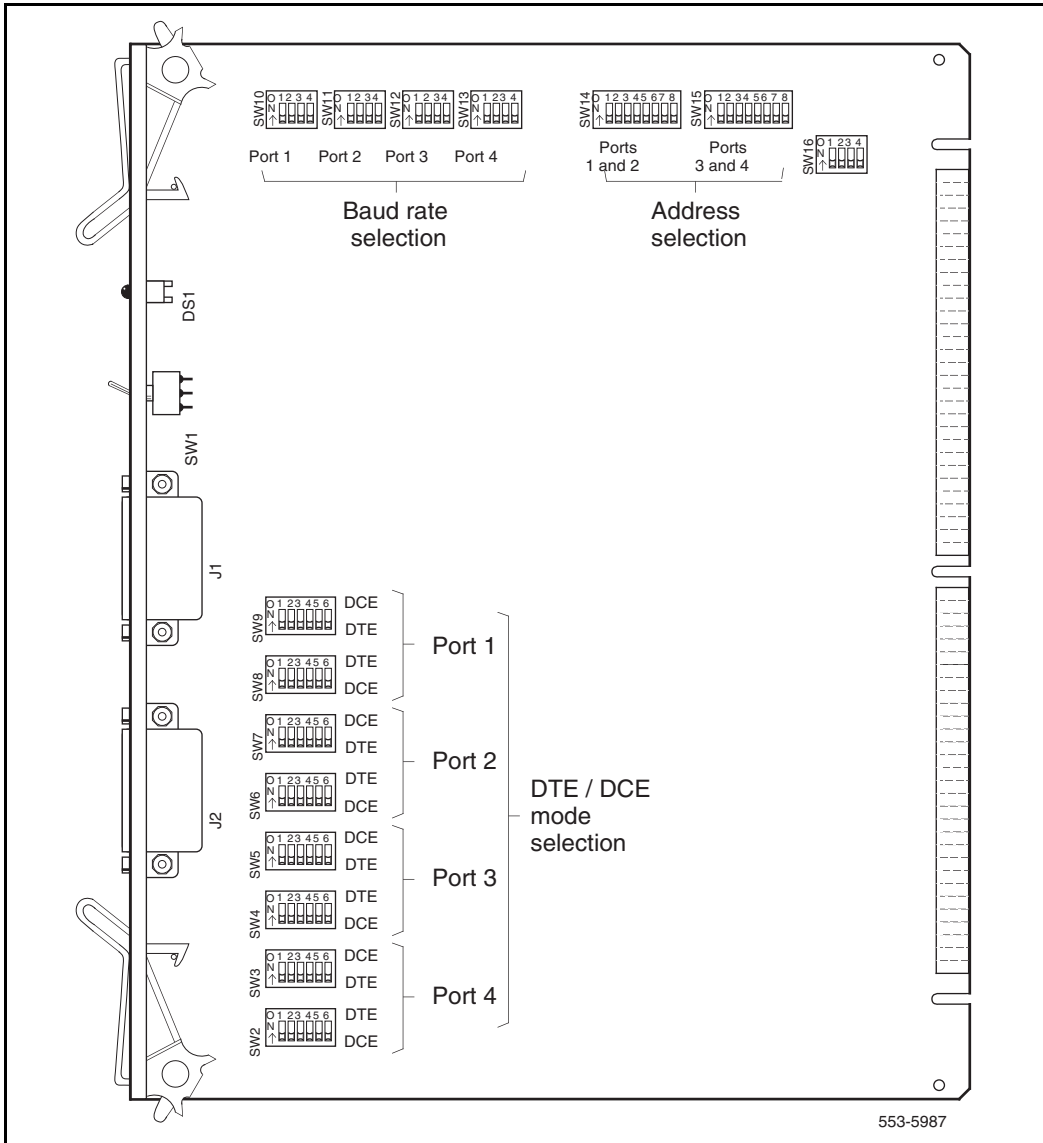 SW10 O N ↑ 1 2 3 4
SW11 O N ↑ 1 2 3 4
SW12 O N ↑ 1 2 3 4
SW13 O N ↑ 1 2 3 4
SW14 O N ↑ 1 2 3 4 5 6 7 8
SW15 O N ↑ 1 2 3 4 5 6 7 8
SW16 O N ↑ 1 2 3 4
Port 1
Port 2
Port 3
Port 4
Ports
1 and 2
Ports
3 and 4
Baud rate
selection
Address
selection
DS1
SW1
J1
J2
SW9 O N ↑ 1 2 3 4 5 6
DCE
DTE
SW8 O N ↑ 1 2 3 4 5 6
DTE
DCE
Port 1
SW7 O N ↑ 1 2 3 4 5 6
DCE
DTE
SW6 O N ↑ 1 2 3 4 5 6
DTE
DCE
Port 2
SW5 O N ↑ 1 2 3 4 5 6
DCE
DTE
SW4 O N ↑ 1 2 3 4 5 6
DTE
DCE
Port 3
SW3 O N ↑ 1 2 3 4 5 6
DCE
DTE
SW2 O N ↑ 1 2 3 4 5 6
DTE
DCE
Port 4
DTE / DCE
mode
selection
553-5987